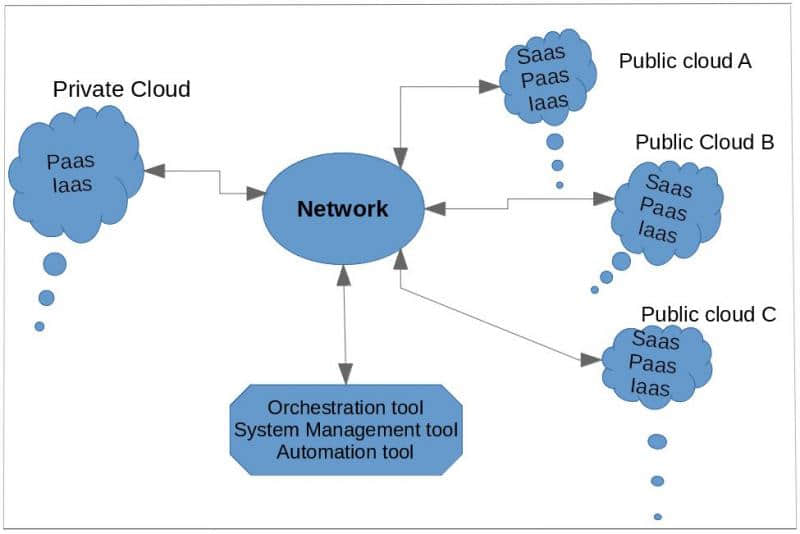 Private Cloud
Paas
Iaas
Network
Saas
Paas
Iaas
Public cloud A
Public Cloud B
Saas
Paas
Iaas
Public cloud C
Saas
Paas
Iaas
Orchestration tool
System Management tool
Automation tool